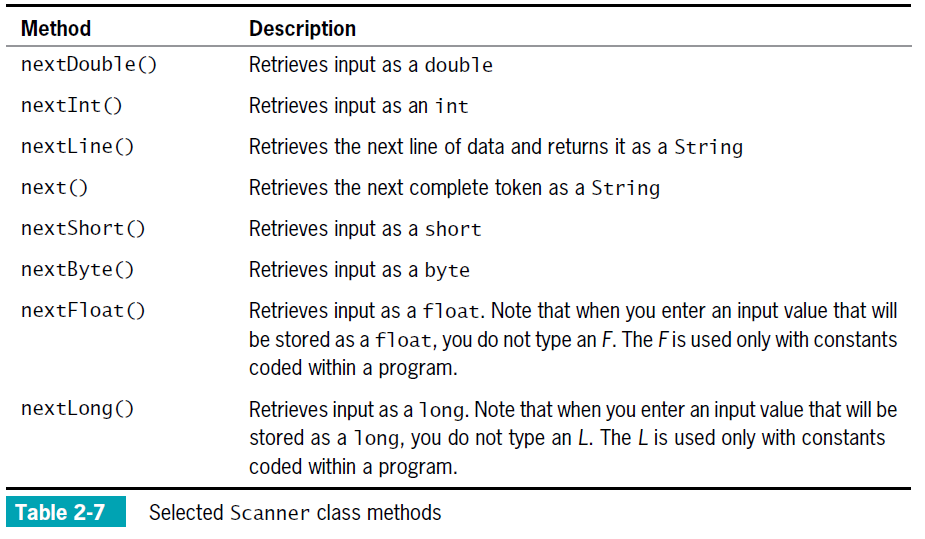 Method Description
nextDouble() Retrieves input as a double
nextInt() Retrieves input as an int
nextLine() Retrieves the next line of data and returns it as a String
next() Retrieves the next complete token as a String
nextShort() Retrieves input as a short
nextByte() Retrieves input as a byte
nextFloat() Retrieves input as a float. Note that when you enter an input value that will
be stored as a float, you do not type an F. The F is used only with constants
coded within a program.
nextLong() Retrieves input as a long. Note that when you enter an input value that will be
stored as a long, you do not type an L. The L is used only with constants
coded within a program.
Table 2-7 Selected Scanner class methods